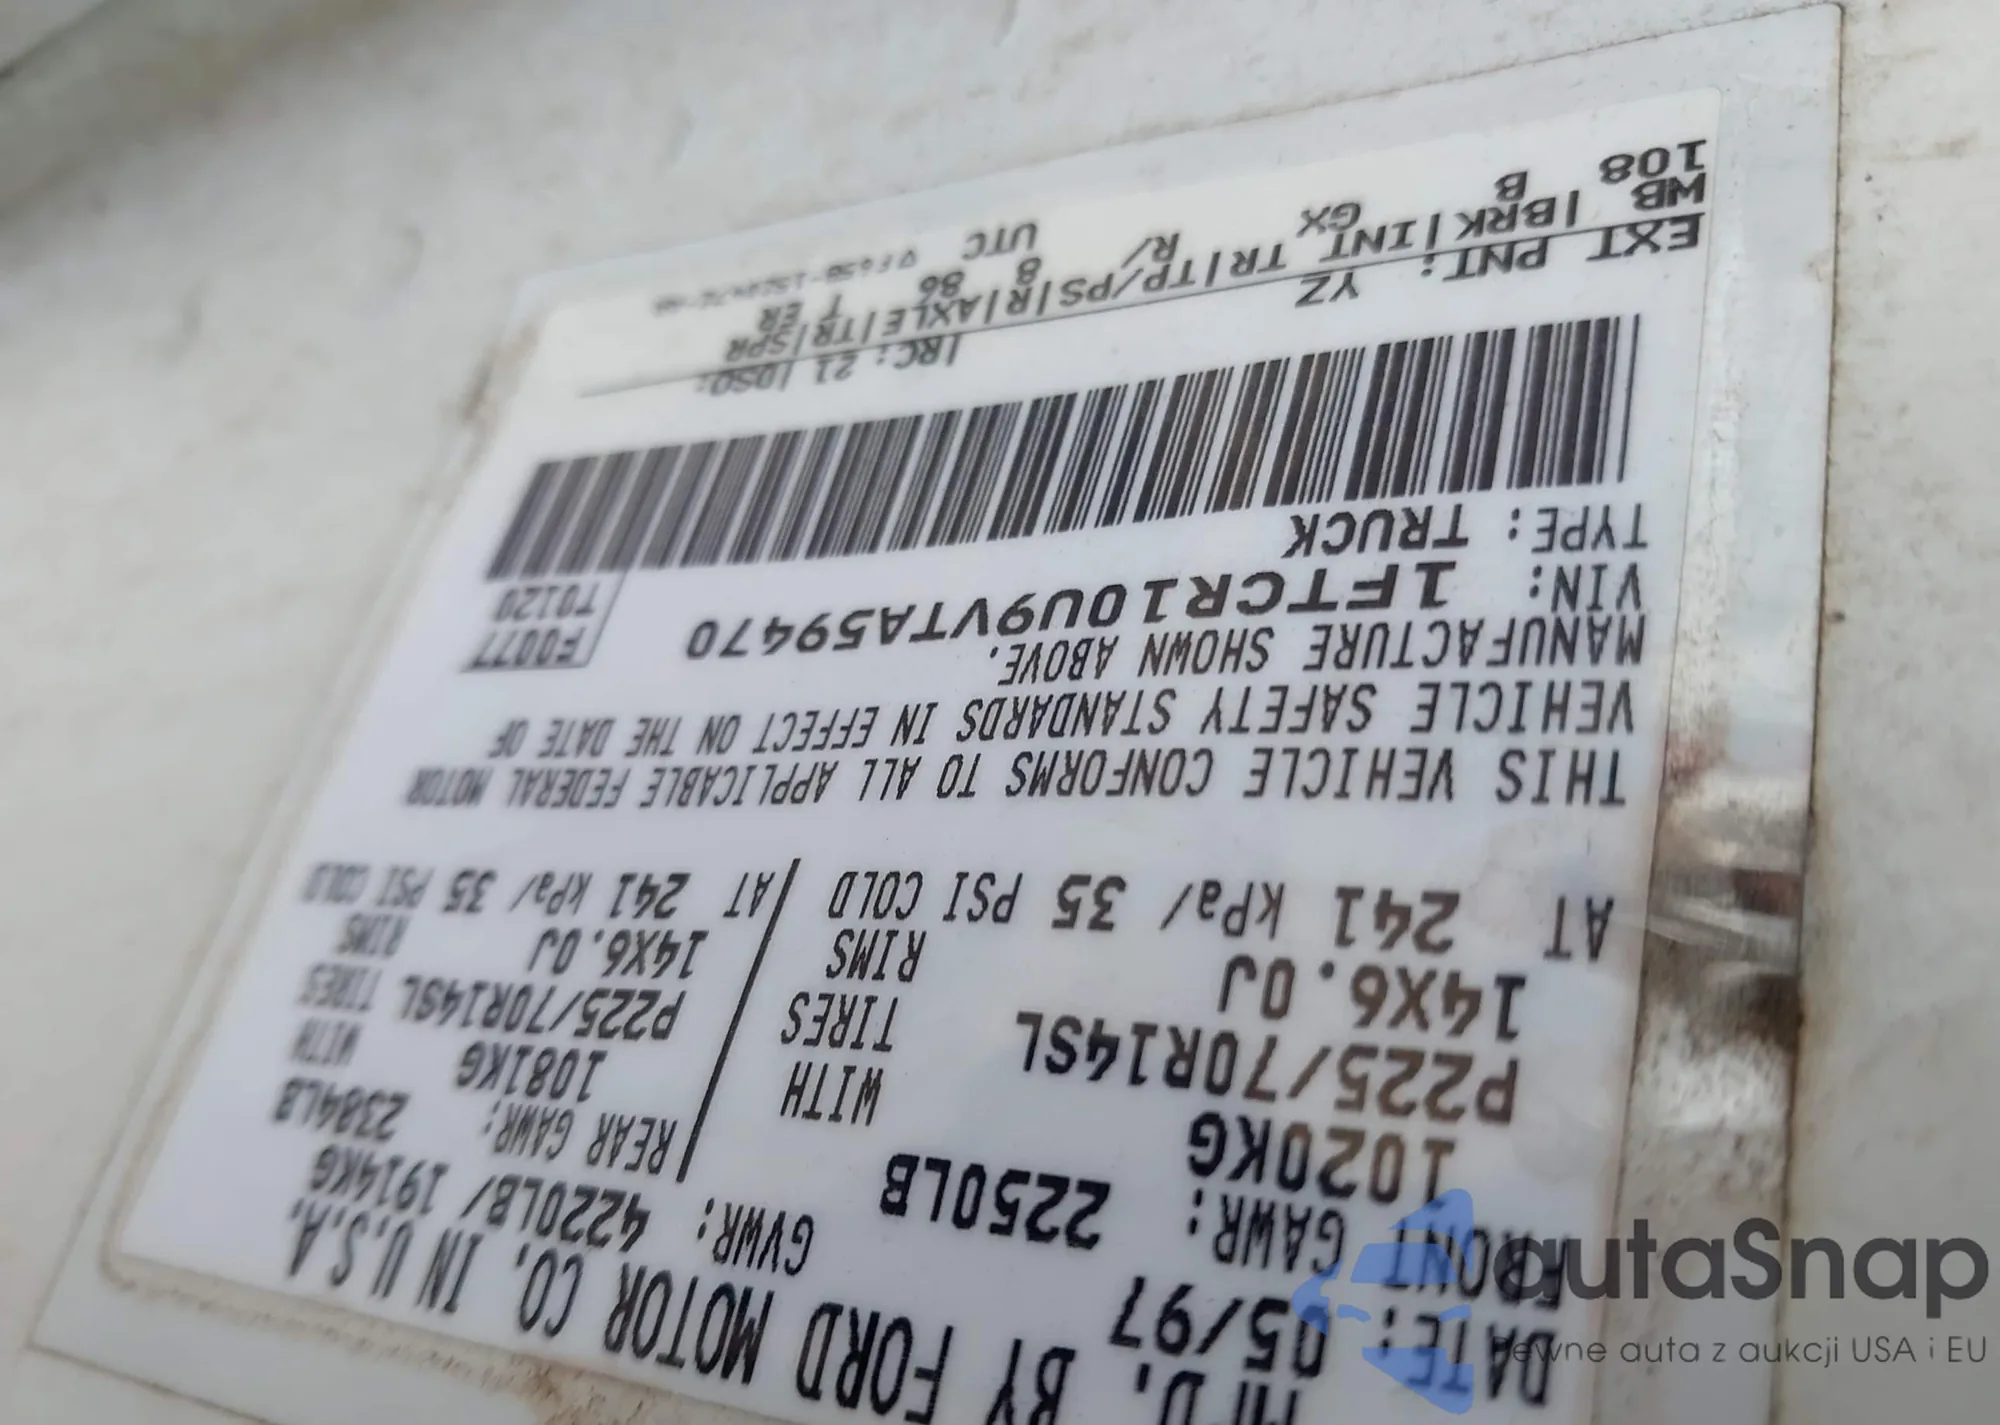 MFD. BY FORD MOTOR CO. IN U.S.A.
DATE: 05/97 GVWR: 4220LB/ 1914KG
FRONT GAWR: 2250LB REAR GAWR: 2384LB
1020KG 1081KG
WITH WITH
P225/70R14SL TIRES P225/70R14SL TIRES
14X6.0J RIMS 14X6.0J RIMS
AT 241 kPa/ 35 PSI COLD AT 241 kPa/ 35 PSI COLD
THIS VEHICLE CONFORMS TO ALL APPLICABLE FEDERAL MOTOR
VEHICLE SAFETY STANDARDS IN EFFECT ON THE DATE OF
MANUFACTURE SHOWN ABOVE.
VIN: 1FTCR10U9VTA59470 F0077
TYPE: TRUCK T0120
EXT PNT: YZ |RC: 21 |DSO:
WB |BRK|INT TR|TP/PS|R|AXLE|TR|SPR
108 B GX R/ 8 86 T ER
UTC
autaSnap
Pewne auta z aukcji USA i EU